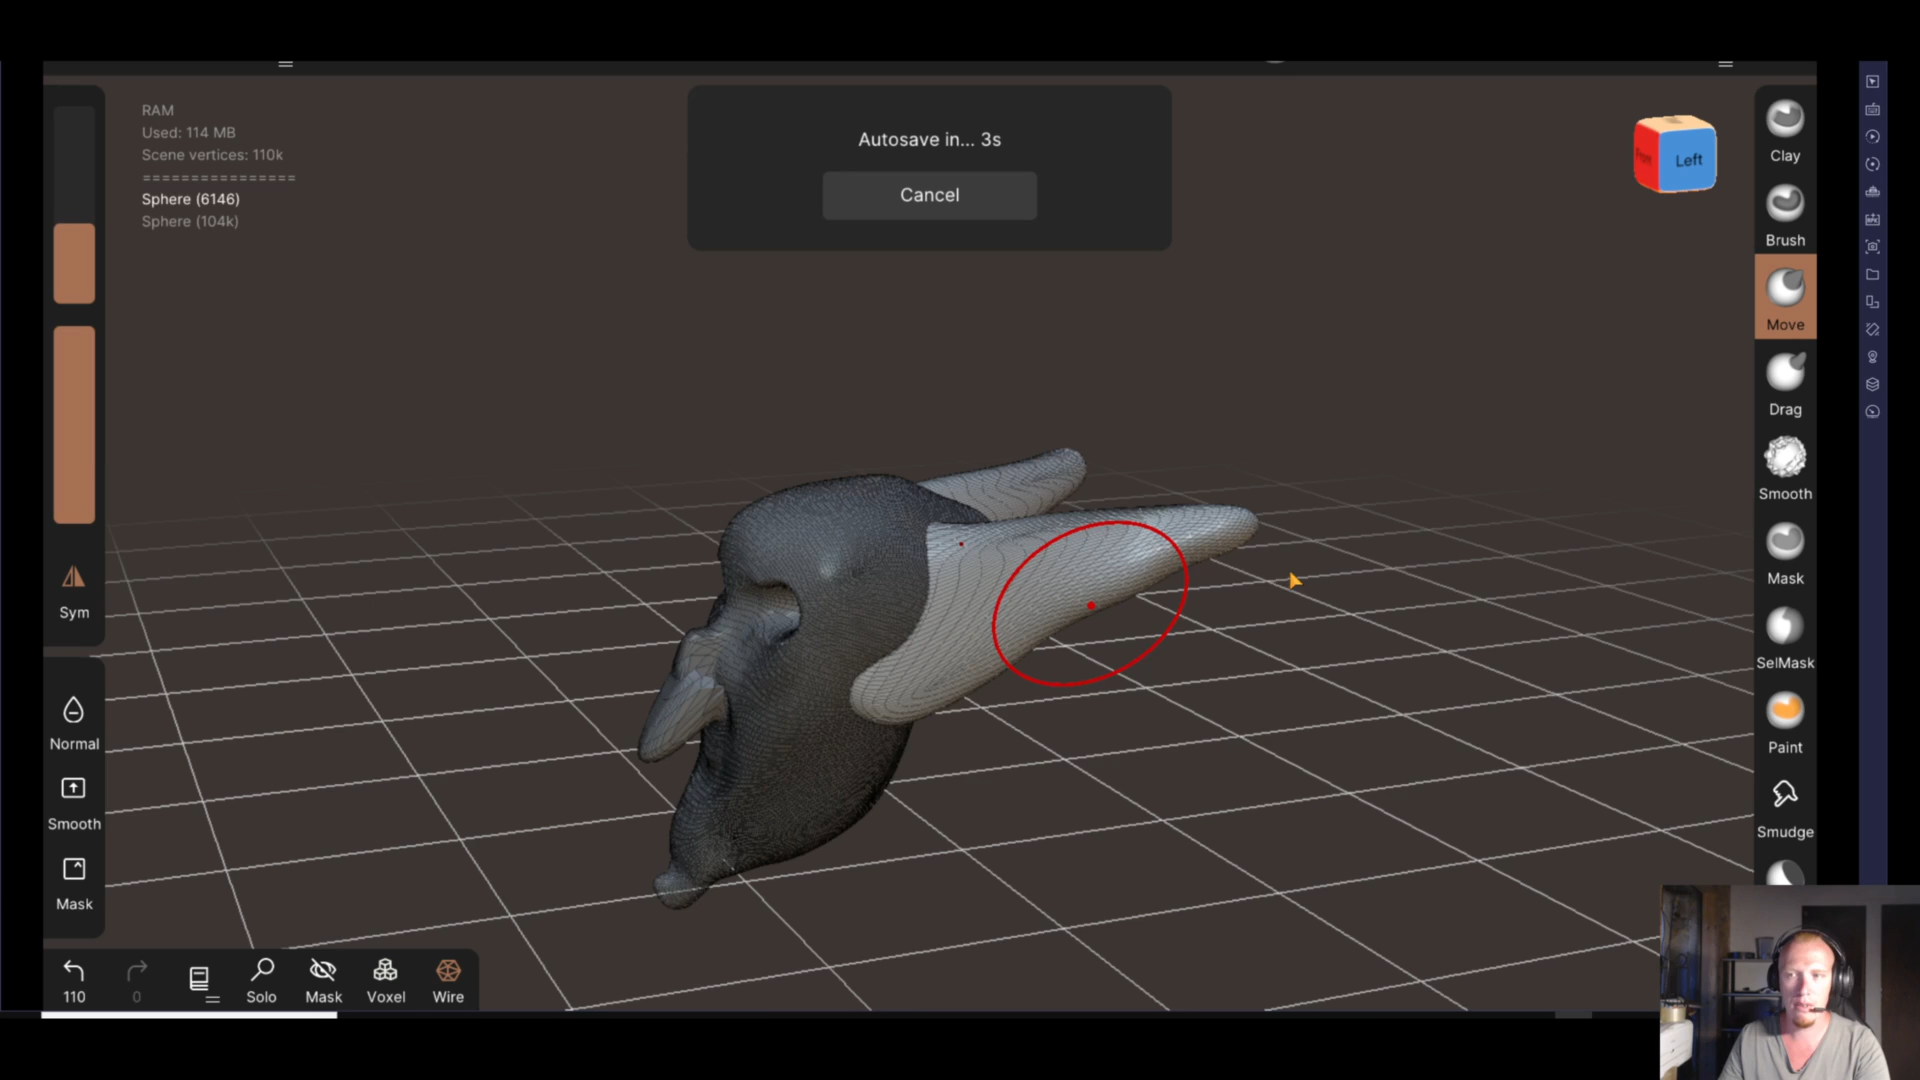 RAM
Used: 114 MB
Scene vertices: 110k
================
Sphere (6146)
Sphere (104k)
Autosave in... 3s
Cancel
Front
Left
Clay
Brush
Move
Drag
Smooth
Mask
SelMask
Paint
Smudge
Sym
Normal
Smooth
Mask
110
0
Solo
Mask
Voxel
Wire